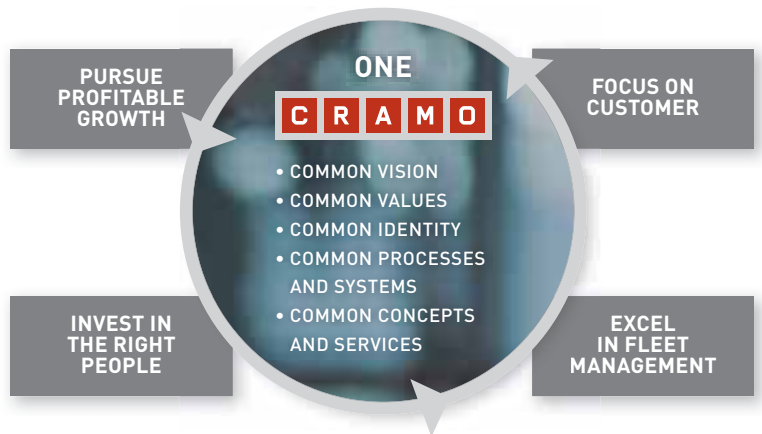 PURSUE
PROFITABLE
GROWTH
ONE
CRAMO
• COMMON VISION
• COMMON VALUES
• COMMON IDENTITY
• COMMON PROCESSES
AND SYSTEMS
• COMMON CONCEPTS
AND SERVICES
FOCUS ON
CUSTOMER
INVEST IN
THE RIGHT
PEOPLE
EXCEL
IN FLEET
MANAGEMENT